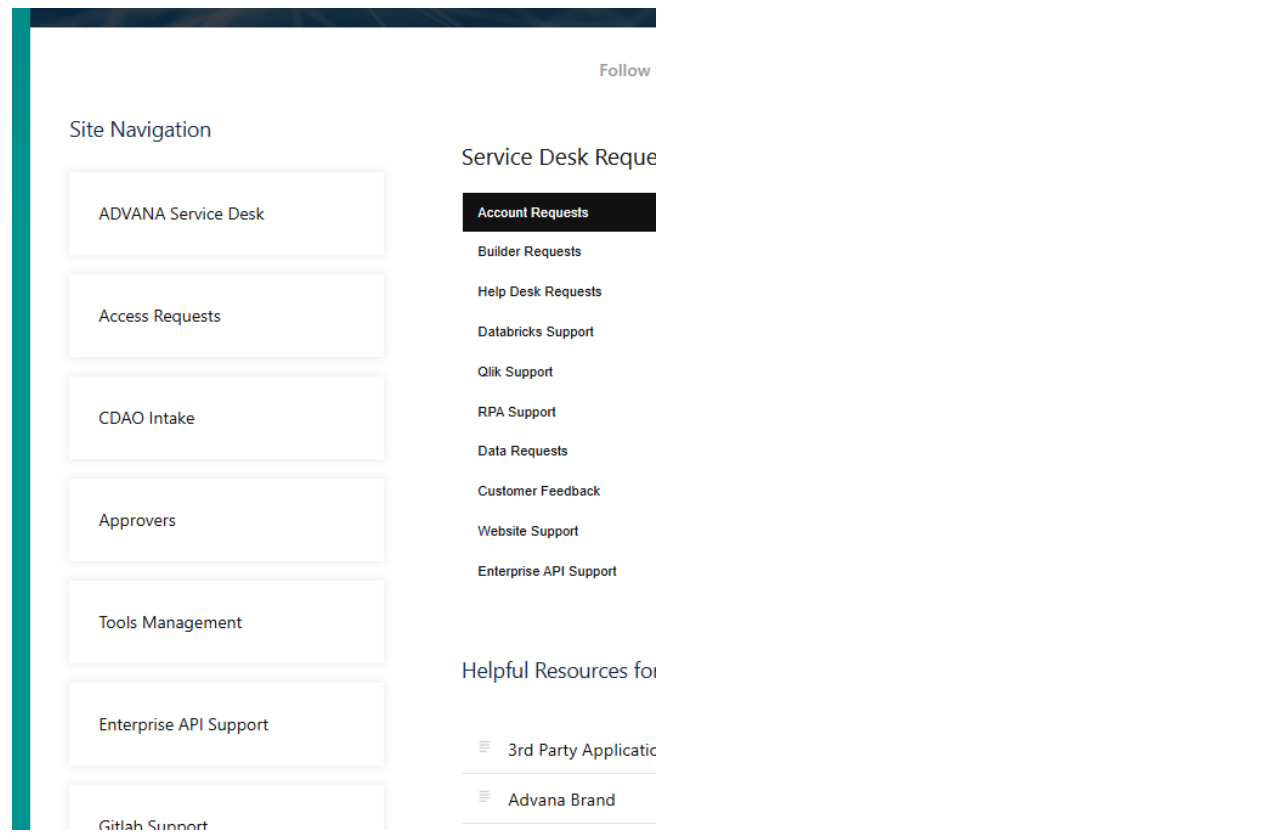 Follow
Site Navigation
ADVANA Service Desk
Access Requests
CDAO Intake
Approvers
Tools Management
Enterprise API Support
Gitlab Support
Service Desk Reque
Account Requests
Builder Requests
Help Desk Requests
Databricks Support
Qlik Support
RPA Support
Data Requests
Customer Feedback
Website Support
Enterprise API Support
Helpful Resources for
3rd Party Applicatio
Advana Brand